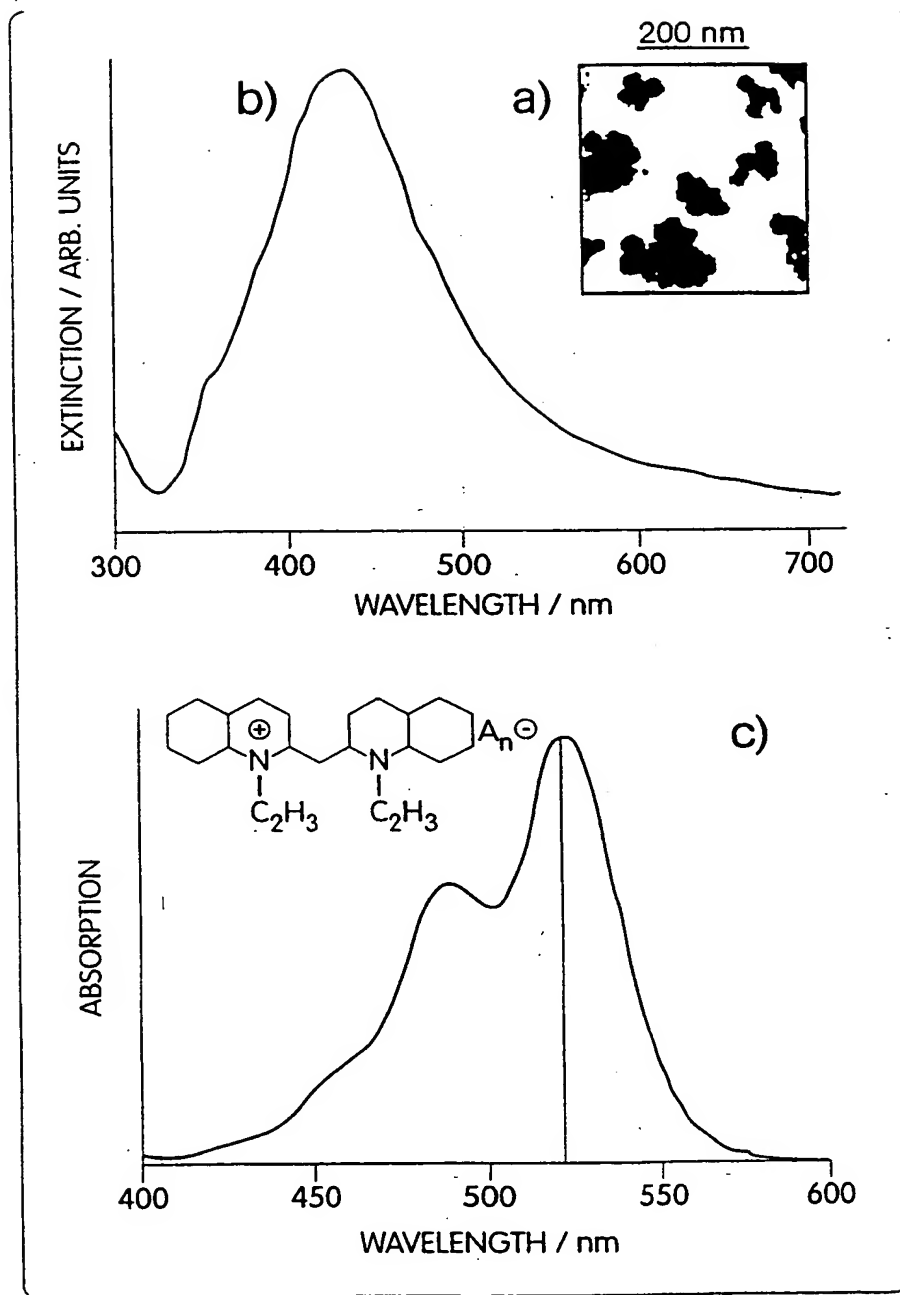 200 nm
b)
a)
EXTINCTION / ARB. UNITS
300 400 500 600 700
WAVELENGTH / nm
c)
⊕
N N
A_n⊖
C₂H₃ C₂H₃
ABSORPTION
400 450 500 550 600
WAVELENGTH / nm